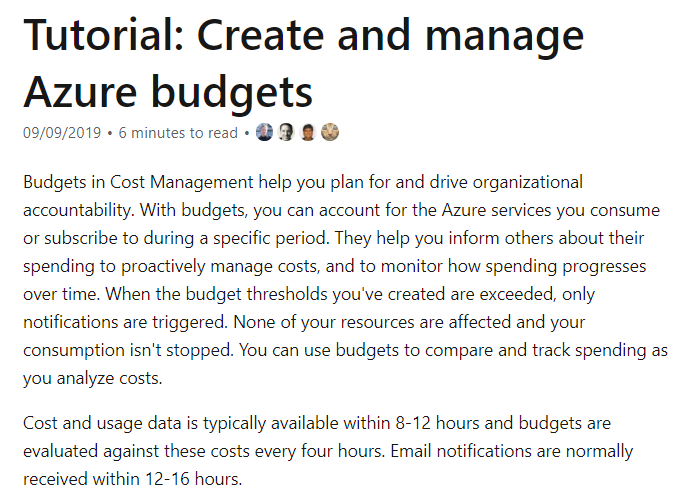 Tutorial: Create and manage
Azure budgets
09/09/2019 • 6 minutes to read •
Budgets in Cost Management help you plan for and drive organizational
accountability. With budgets, you can account for the Azure services you consume
or subscribe to during a specific period. They help you inform others about their
spending to proactively manage costs, and to monitor how spending progresses
over time. When the budget thresholds you've created are exceeded, only
notifications are triggered. None of your resources are affected and your
consumption isn't stopped. You can use budgets to compare and track spending as
you analyze costs.
Cost and usage data is typically available within 8-12 hours and budgets are
evaluated against these costs every four hours. Email notifications are normally
received within 12-16 hours.